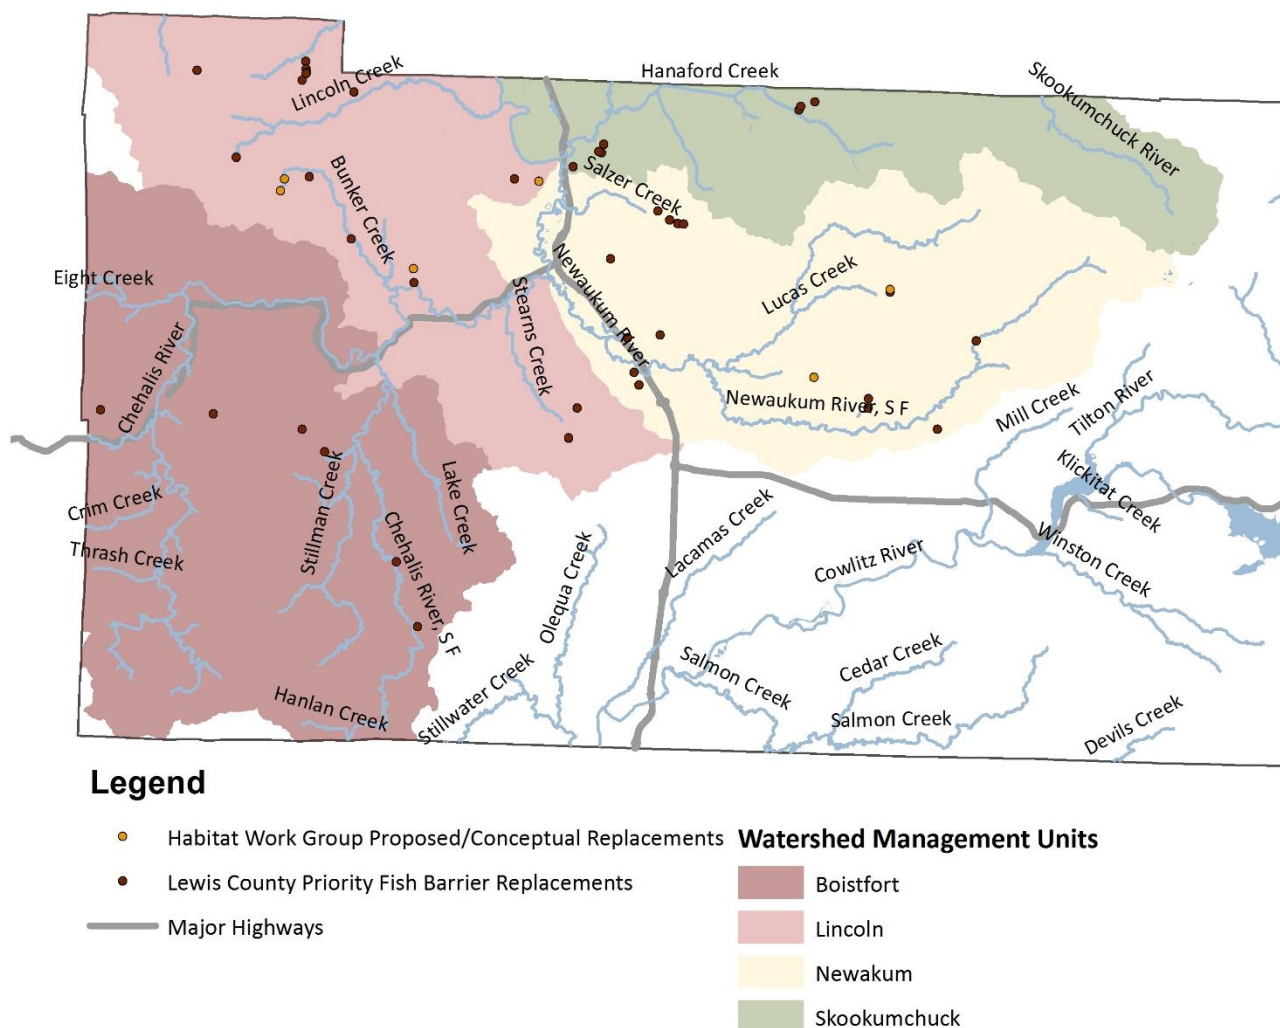 Hanaford Creek
Skookumchuck River
Lincoln Creek
Bunker Creek
Salzer Creek
Eight Creek
Chehalis River
Stearns Creek
Newaukum River
Lucas Creek
Newaukum River, S F
Mill Creek
Tilton River
Klickitat Creek
Winston Creek
Crim Creek
Thrash Creek
Stillman Creek
Lake Creek
Chehalis River, S F
Hanlan Creek
Olequa Creek
Lacamas Creek
Cowlitz River
Stillwater Creek
Salmon Creek
Cedar Creek
Salmon Creek
Devils Creek
Legend
Habitat Work Group Proposed/Conceptual Replacements
Lewis County Priority Fish Barrier Replacements
Major Highways
Watershed Management Units
Boistfort
Lincoln
Newakum
Skookumchuck